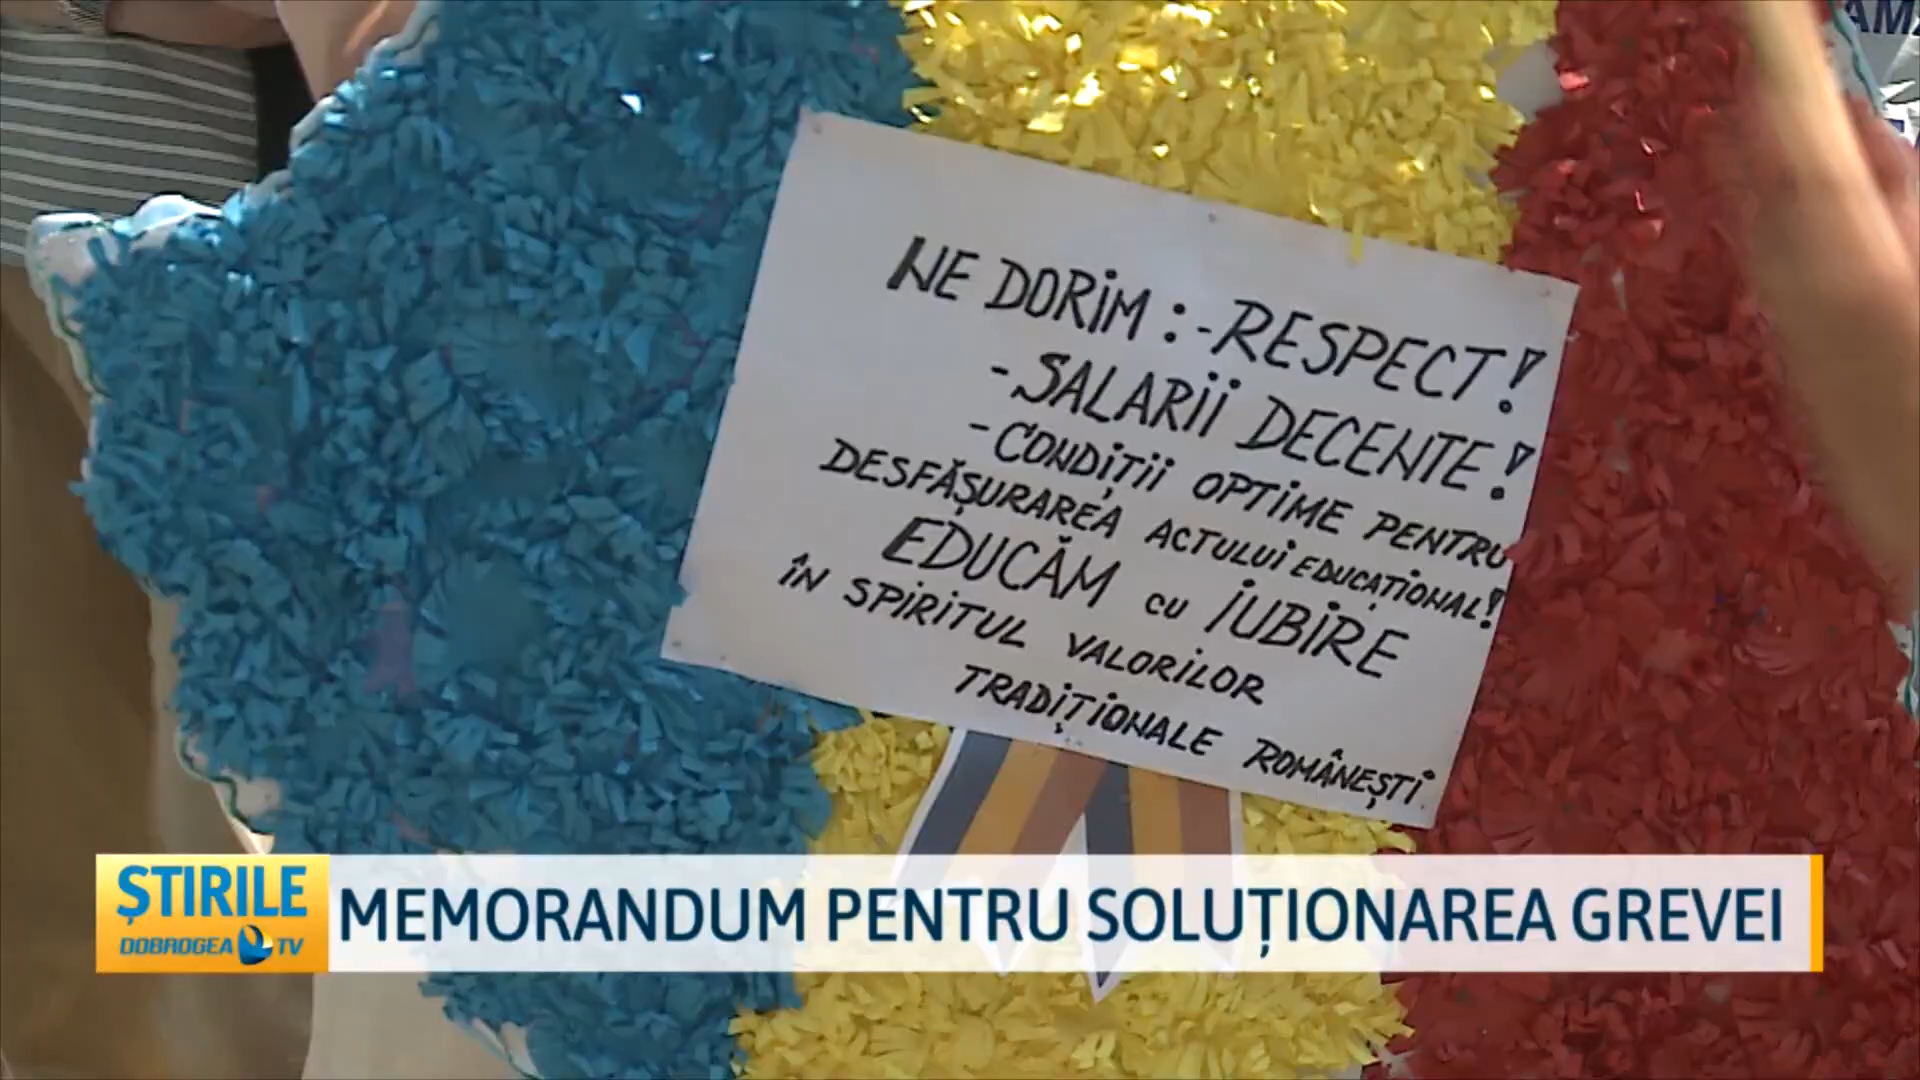 AM
NE DORiM : - RESPECT!
- SALARii DECENTE!
- CONDiȚii OPTIME PENTRU
DESFĂȘURAREA ACTULUi EDUCAȚiONAL!
EDUCĂM cu iUBiRE
îN SPiRiTUL VALORiLOR
TRADiȚiONALE ROMÂNEȘTi
ȘTIRILE
DOBROGEA TV
MEMORANDUM PENTRU SOLUȚIONAREA GREVEI